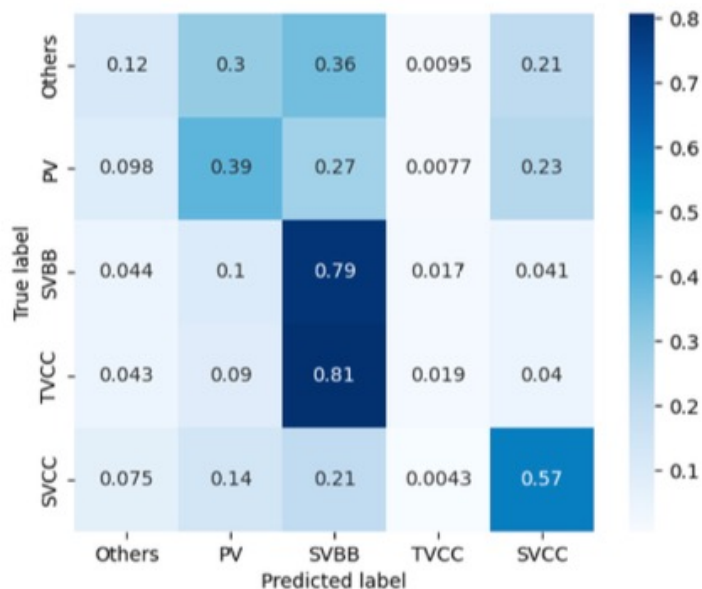 Others 0.12 0.3 0.36 0.0095 0.21
PV 0.098 0.39 0.27 0.0077 0.23
SVBB 0.044 0.1 0.79 0.017 0.041
TVCC 0.043 0.09 0.81 0.019 0.04
SVCC 0.075 0.14 0.21 0.0043 0.57
True label
Others PV SVBB TVCC SVCC
Predicted label
0.8
0.7
0.6
0.5
0.4
0.3
0.2
0.1